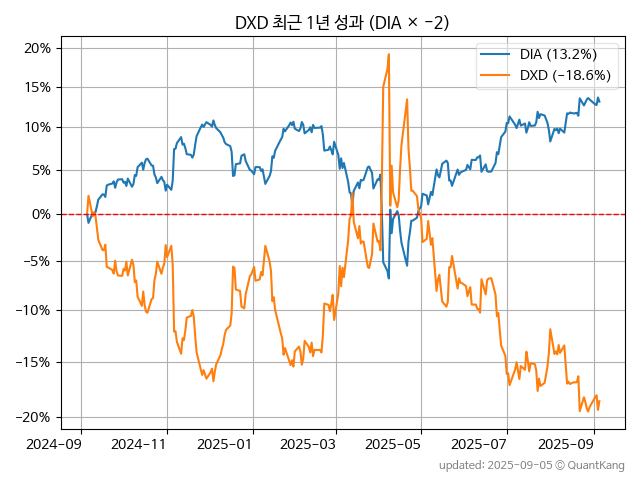 DXD 최근 1년 성과 (DIA × −2)
DIA (13.2%)
DXD (−18.6%)
20%
15%
10%
5%
0%
−5%
−10%
−15%
−20%
2024-09 2024-11 2025-01 2025-03 2025-05 2025-07 2025-09
updated: 2025-09-05 © QuantKang